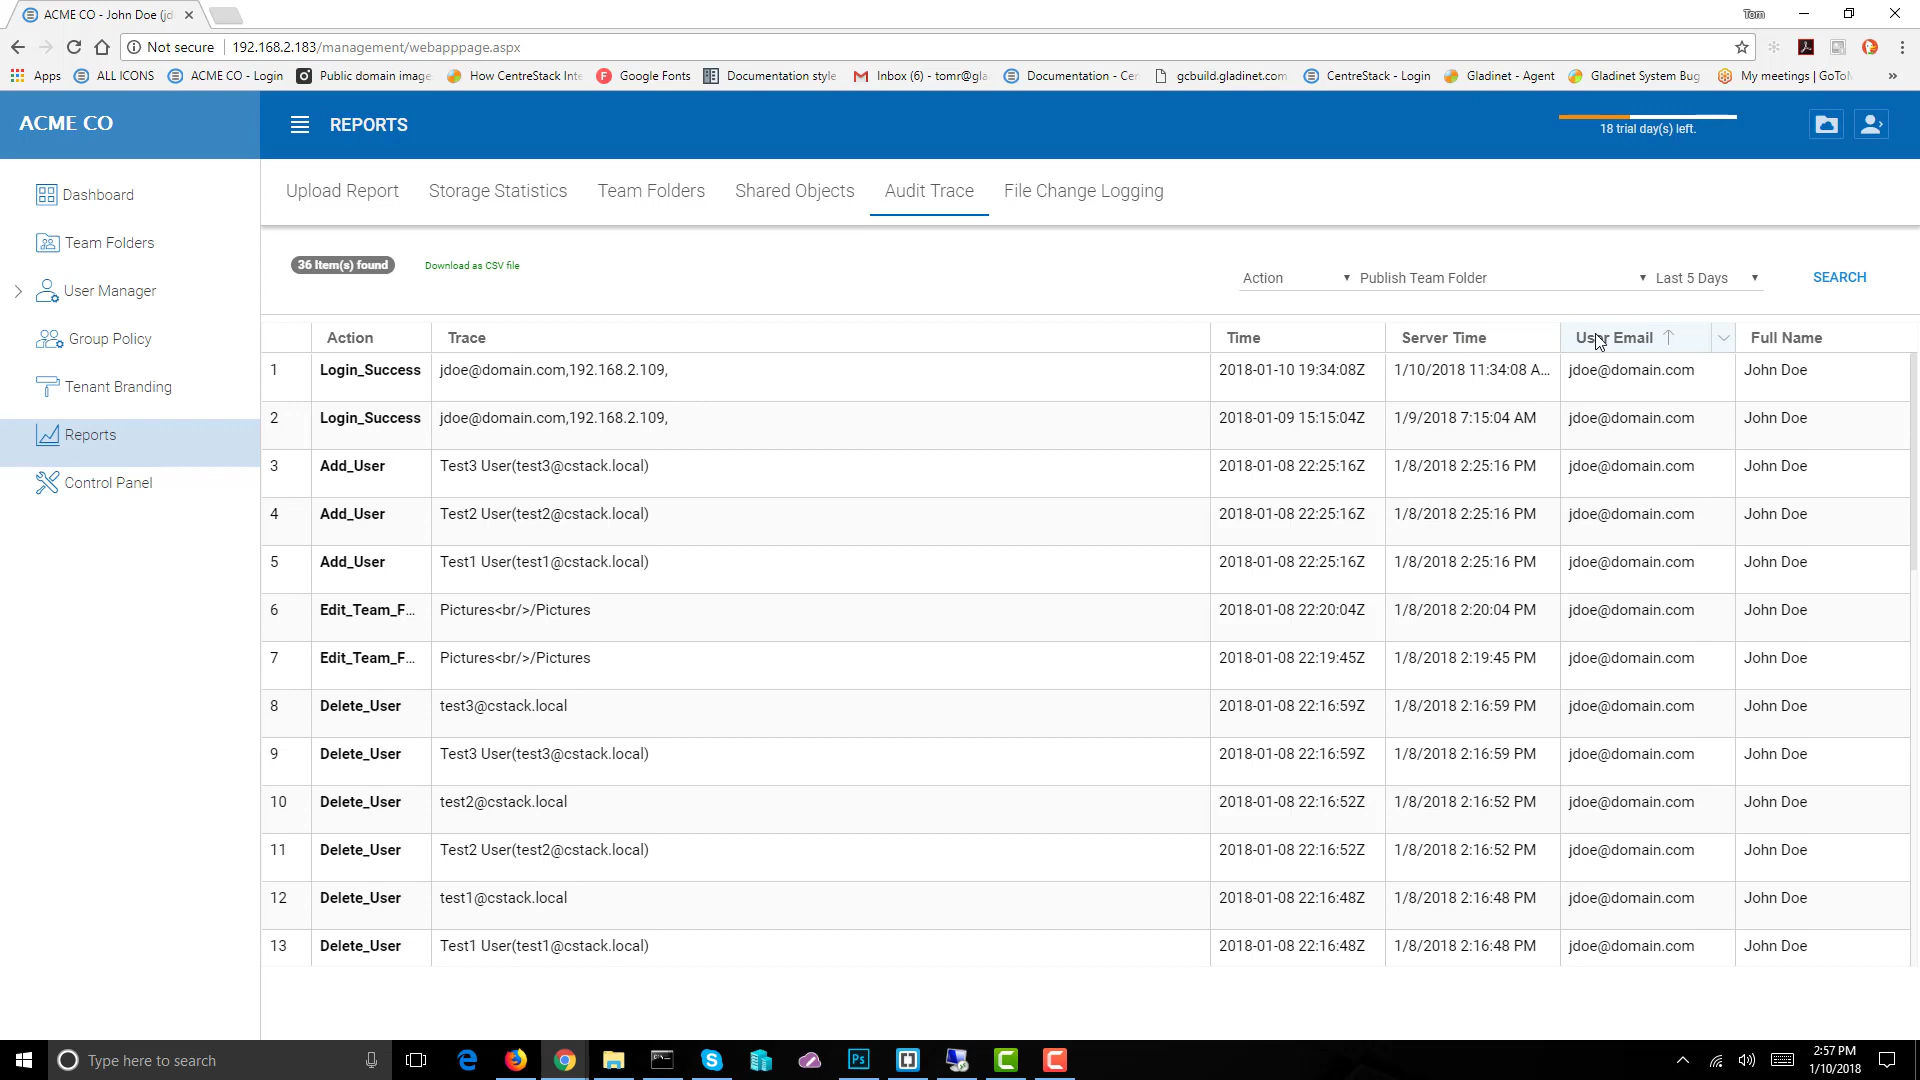 ACME CO - John Doe (jd
Tom
Not secure
192.168.2.183/management/webapppage.aspx
Apps
ALL ICONS
ACME CO - Login
Public domain image
How CentreStack Inte
Google Fonts
Documentation style
Inbox (6) - tomr@gla
Documentation - Cen
gcbuild.gladinet.com
CentreStack - Login
Gladinet - Agent
Gladinet System Bug
My meetings | GoToM
»
ACME CO
REPORTS
18 trial day(s) left.
Dashboard
Team Folders
User Manager
Group Policy
Tenant Branding
Reports
Control Panel
Upload Report
Storage Statistics
Team Folders
Shared Objects
Audit Trace
File Change Logging
36 Item(s) found
Download as CSV file
Action
Publish Team Folder
Last 5 Days
SEARCH
Action Trace Time Server Time User Email Full Name
1 Login_Success jdoe@domain.com,192.168.2.109, 2018-01-10 19:34:08Z 1/10/2018 11:34:08 A... jdoe@domain.com John Doe
2 Login_Success jdoe@domain.com,192.168.2.109, 2018-01-09 15:15:04Z 1/9/2018 7:15:04 AM jdoe@domain.com John Doe
3 Add_User Test3 User(test3@cstack.local) 2018-01-08 22:25:16Z 1/8/2018 2:25:16 PM jdoe@domain.com John Doe
4 Add_User Test2 User(test2@cstack.local) 2018-01-08 22:25:16Z 1/8/2018 2:25:16 PM jdoe@domain.com John Doe
5 Add_User Test1 User(test1@cstack.local) 2018-01-08 22:25:16Z 1/8/2018 2:25:16 PM jdoe@domain.com John Doe
6 Edit_Team_F... Pictures<br/>/Pictures 2018-01-08 22:20:04Z 1/8/2018 2:20:04 PM jdoe@domain.com John Doe
7 Edit_Team_F... Pictures<br/>/Pictures 2018-01-08 22:19:45Z 1/8/2018 2:19:45 PM jdoe@domain.com John Doe
8 Delete_User test3@cstack.local 2018-01-08 22:16:59Z 1/8/2018 2:16:59 PM jdoe@domain.com John Doe
9 Delete_User Test3 User(test3@cstack.local) 2018-01-08 22:16:59Z 1/8/2018 2:16:59 PM jdoe@domain.com John Doe
10 Delete_User test2@cstack.local 2018-01-08 22:16:52Z 1/8/2018 2:16:52 PM jdoe@domain.com John Doe
11 Delete_User Test2 User(test2@cstack.local) 2018-01-08 22:16:52Z 1/8/2018 2:16:52 PM jdoe@domain.com John Doe
12 Delete_User test1@cstack.local 2018-01-08 22:16:48Z 1/8/2018 2:16:48 PM jdoe@domain.com John Doe
13 Delete_User Test1 User(test1@cstack.local) 2018-01-08 22:16:48Z 1/8/2018 2:16:48 PM jdoe@domain.com John Doe
Type here to search
Ps
2:57 PM
1/10/2018